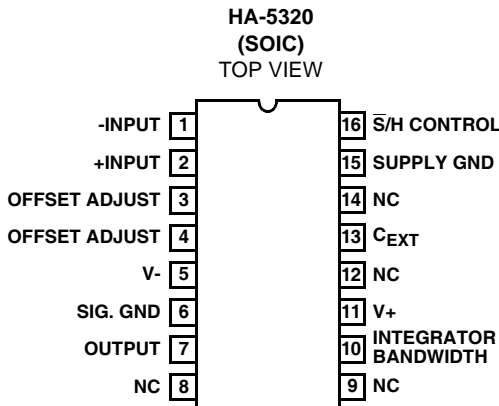 HA-5320
(SOIC)
TOP VIEW
-INPUT 1
+INPUT 2
OFFSET ADJUST 3
OFFSET ADJUST 4
V- 5
SIG. GND 6
OUTPUT 7
NC 8
16 S̅/H CONTROL
15 SUPPLY GND
14 NC
13 CEXT
12 NC
11 V+
10 INTEGRATOR
BANDWIDTH
9 NC